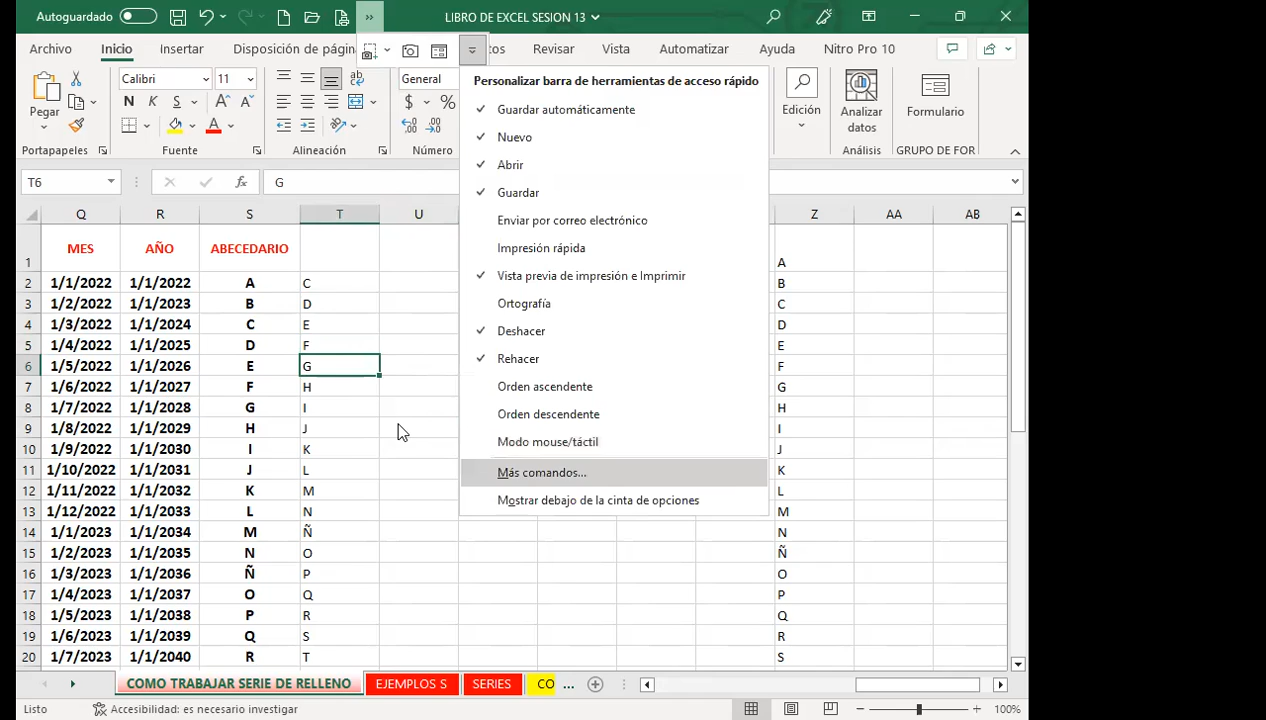 Autoguardado
LIBRO DE EXCEL SESION 13
Archivo Inicio Insertar Disposición de págin tos Revisar Vista Automatizar Ayuda Nitro Pro 10
Pegar
Portapapeles
Calibri 11
N K S
Fuente
ab
Alineación
General
$ %
Número
Edición
Analizar datos
Análisis
Formulario
GRUPO DE FOR
Personalizar barra de herramientas de acceso rápido
Guardar automáticamente
Nuevo
Abrir
Guardar
Enviar por correo electrónico
Impresión rápida
Vista previa de impresión e Imprimir
Ortografía
Deshacer
Rehacer
Orden ascendente
Orden descendente
Modo mouse/táctil
Más comandos...
Mostrar debajo de la cinta de opciones
T6 fx G
Q R S T U Z AA AB
1 MES AÑO ABECEDARIO A
2 1/1/2022 1/1/2022 A C B
3 1/2/2022 1/1/2023 B D C
4 1/3/2022 1/1/2024 C E D
5 1/4/2022 1/1/2025 D F E
6 1/5/2022 1/1/2026 E G F
7 1/6/2022 1/1/2027 F H G
8 1/7/2022 1/1/2028 G I H
9 1/8/2022 1/1/2029 H J I
10 1/9/2022 1/1/2030 I K J
11 1/10/2022 1/1/2031 J L K
12 1/11/2022 1/1/2032 K M L
13 1/12/2022 1/1/2033 L N M
14 1/1/2023 1/1/2034 M Ñ N
15 1/2/2023 1/1/2035 N O Ñ
16 1/3/2023 1/1/2036 Ñ P O
17 1/4/2023 1/1/2037 O Q P
18 1/5/2023 1/1/2038 P R Q
19 1/6/2023 1/1/2039 Q S R
20 1/7/2023 1/1/2040 R T S
COMO TRABAJAR SERIE DE RELLENO EJEMPLOS S SERIES CO ...
Listo Accesibilidad: es necesario investigar 100%